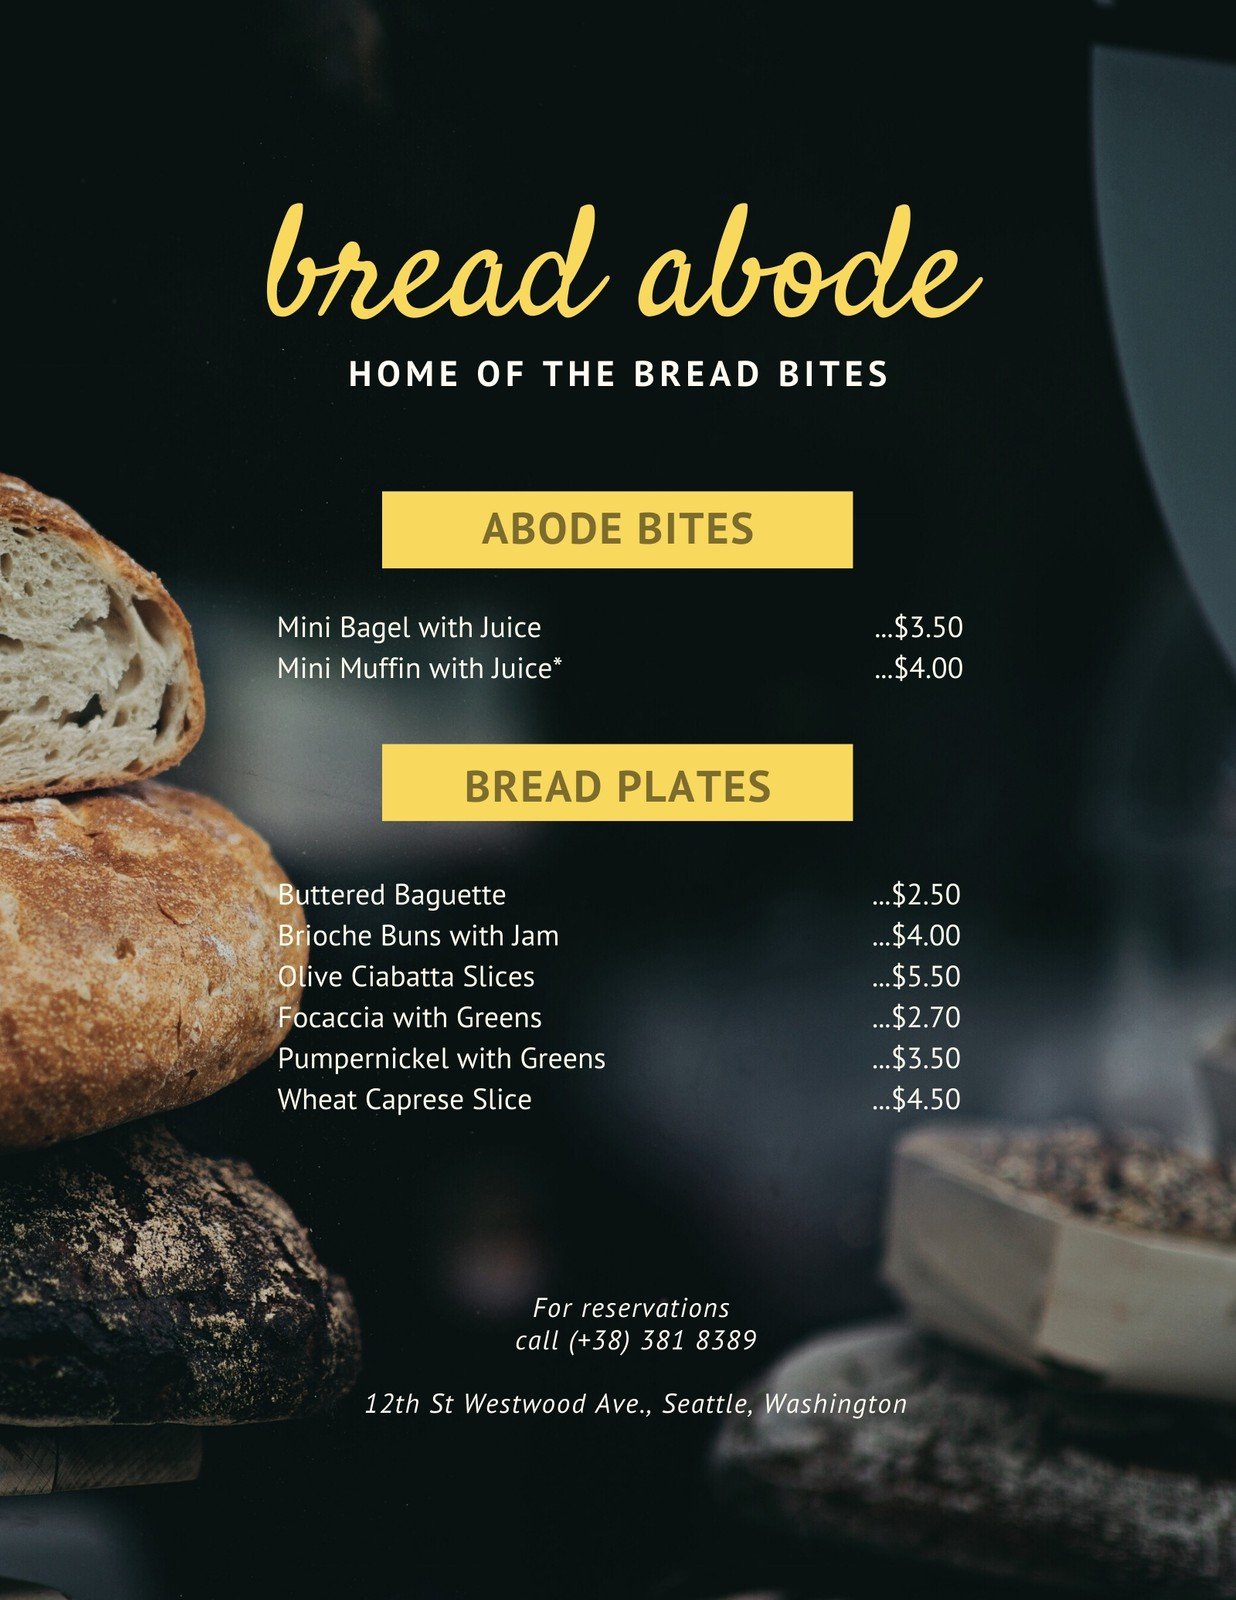 bread abode
HOME OF THE BREAD BITES
ABODE BITES
Mini Bagel with Juice ...$3.50
Mini Muffin with Juice* ...$4.00
BREAD PLATES
Buttered Baguette ...$2.50
Brioche Buns with Jam ...$4.00
Olive Ciabatta Slices ...$5.50
Focaccia with Greens ...$2.70
Pumpernickel with Greens ...$3.50
Wheat Caprese Slice ...$4.50
For reservations
call (+38) 381 8389
12th St Westwood Ave., Seattle, Washington